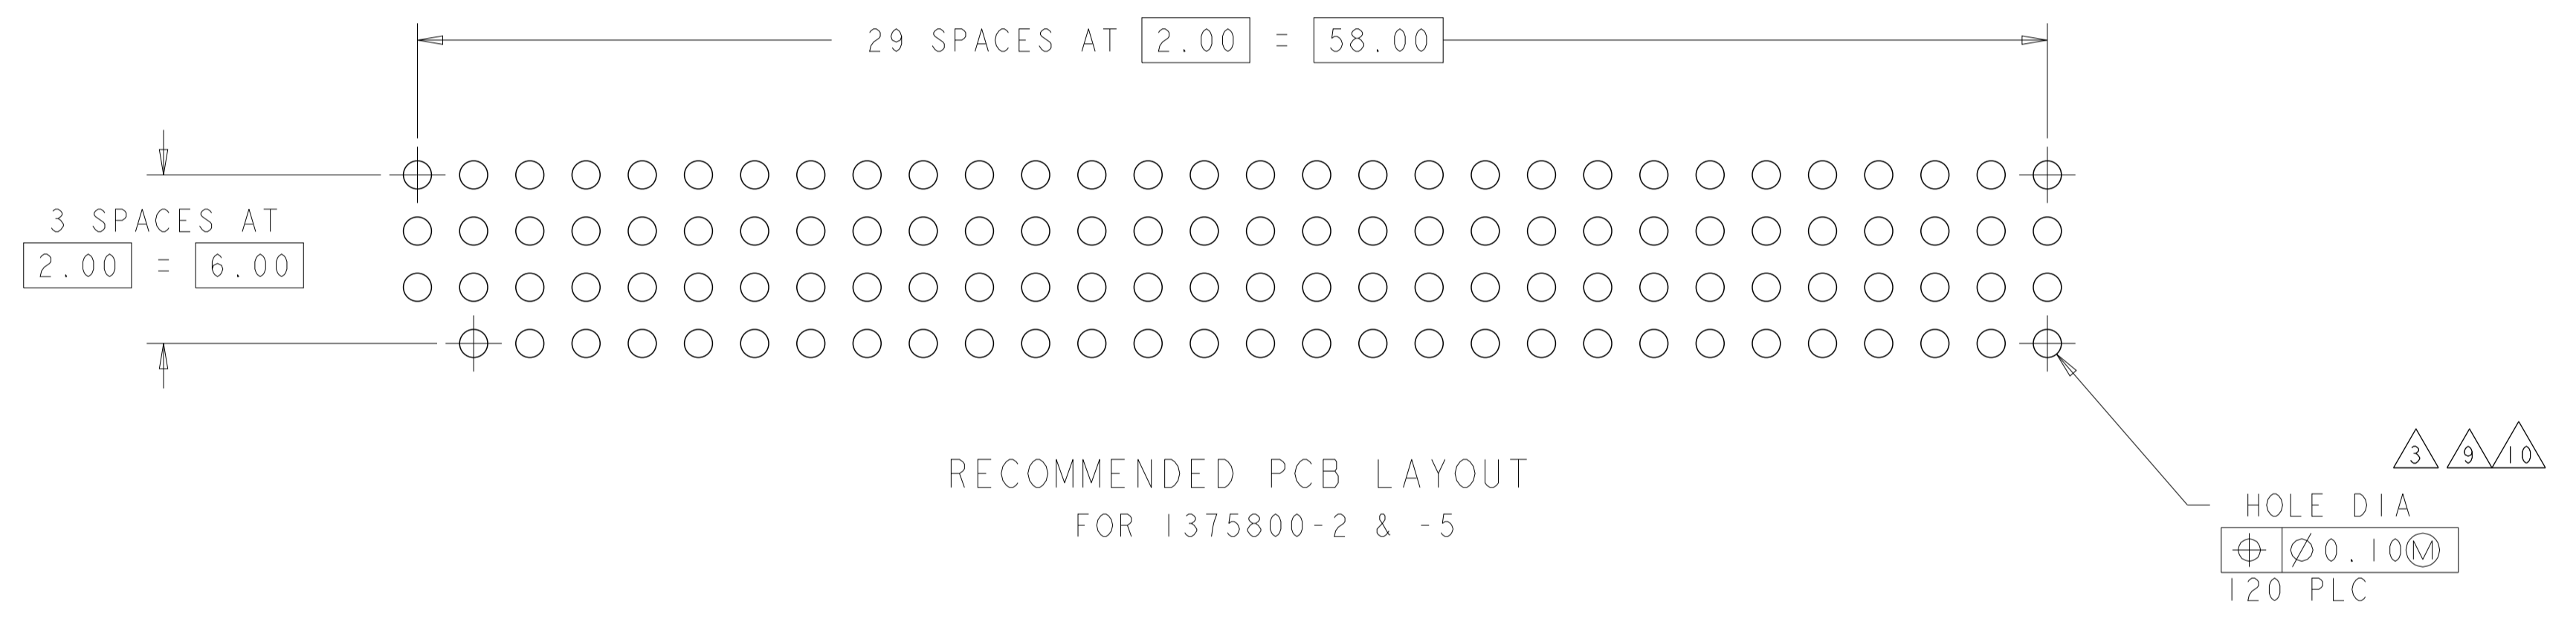 29 SPACES AT 2.00 = 58.00
3 SPACES AT
2.00 = 6.00
RECOMMENDED PCB LAYOUT
FOR 1375800-2 & -5
3 9 10
HOLE DIA
⌖ Ø0.10Ⓜ
120 PLC